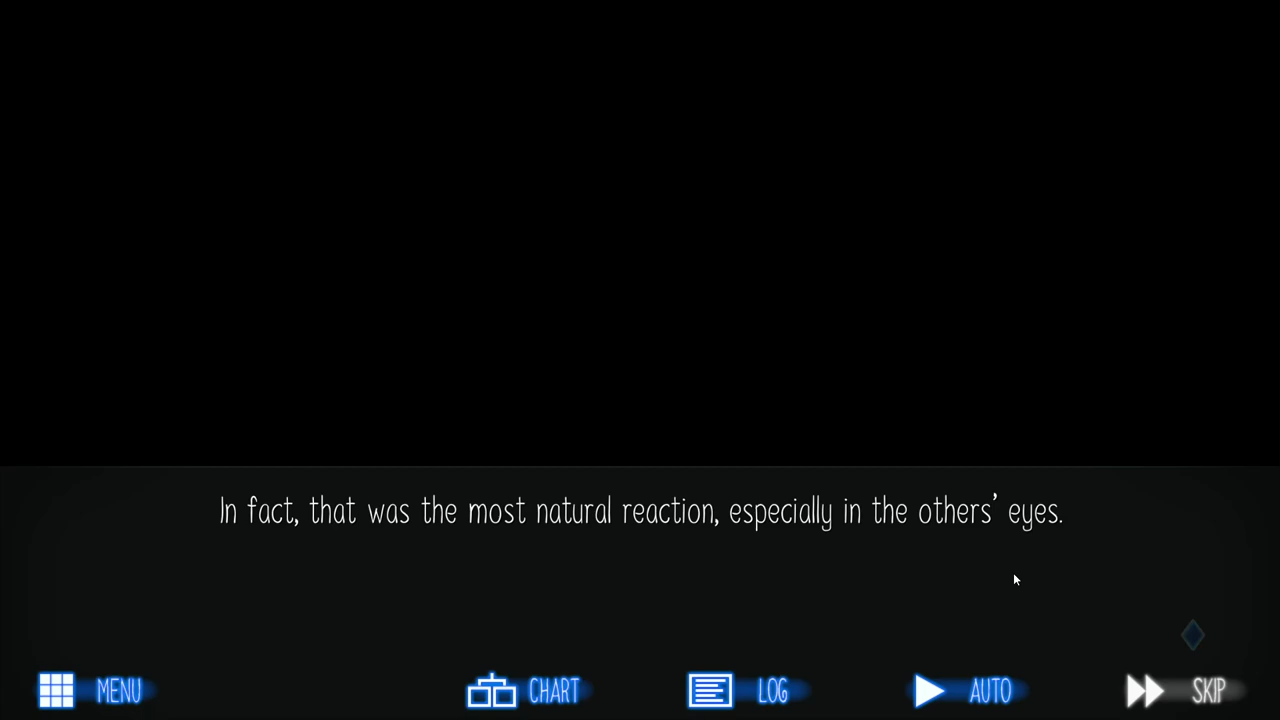 In fact, that was the most natural reaction, especially in the others’ eyes.
MENU
CHART
LOG
AUTO
SKIP